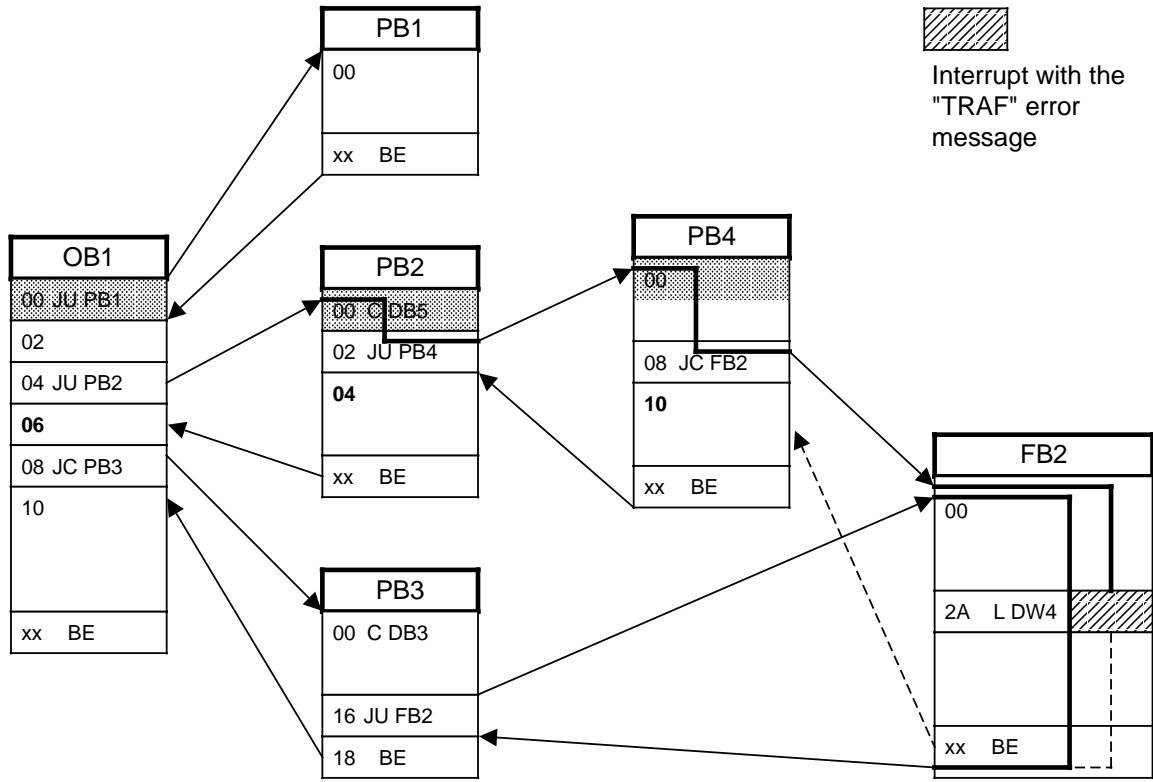 PB1
00
xx BE
Interrupt with the
"TRAF" error
message
OB1
00 JU PB1
02
04 JU PB2
06
08 JC PB3
10
xx BE
PB2
00 C DB5
02 JU PB4
04
xx BE
PB4
00
08 JC FB2
10
xx BE
PB3
00 C DB3
16 JU FB2
18 BE
FB2
00
2A L DW4
xx BE